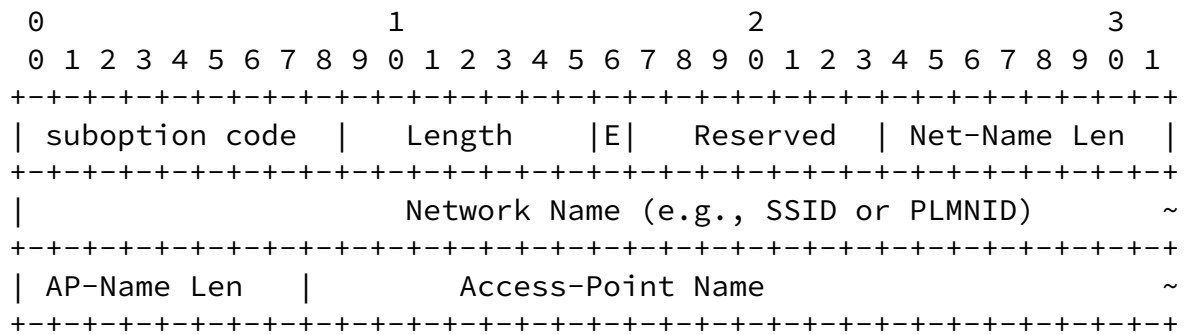 0                   1                   2                   3
 0 1 2 3 4 5 6 7 8 9 0 1 2 3 4 5 6 7 8 9 0 1 2 3 4 5 6 7 8 9 0 1
+-+-+-+-+-+-+-+-+-+-+-+-+-+-+-+-+-+-+-+-+-+-+-+-+-+-+-+-+-+-+-+-+
| suboption code  |   Length    |E|   Reserved  | Net-Name Len  |
+-+-+-+-+-+-+-+-+-+-+-+-+-+-+-+-+-+-+-+-+-+-+-+-+-+-+-+-+-+-+-+-+
|                     Network Name (e.g., SSID or PLMNID)       ~
+-+-+-+-+-+-+-+-+-+-+-+-+-+-+-+-+-+-+-+-+-+-+-+-+-+-+-+-+-+-+-+-+
| AP-Name Len   |        Access-Point Name                      ~
+-+-+-+-+-+-+-+-+-+-+-+-+-+-+-+-+-+-+-+-+-+-+-+-+-+-+-+-+-+-+-+-+